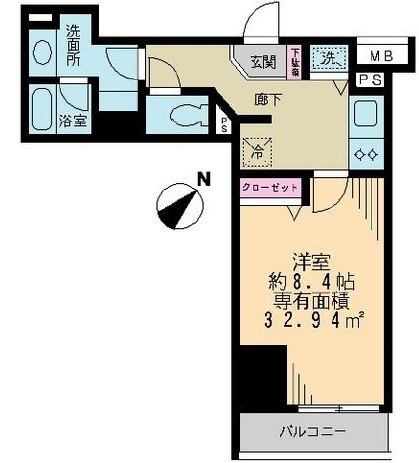 洗面所
浴室
PS
玄関
下駄箱
洗
MB
PS
廊下
冷
N
クローゼット
洋室
約8.4帖
専有面積
32.94㎡
バルコニー